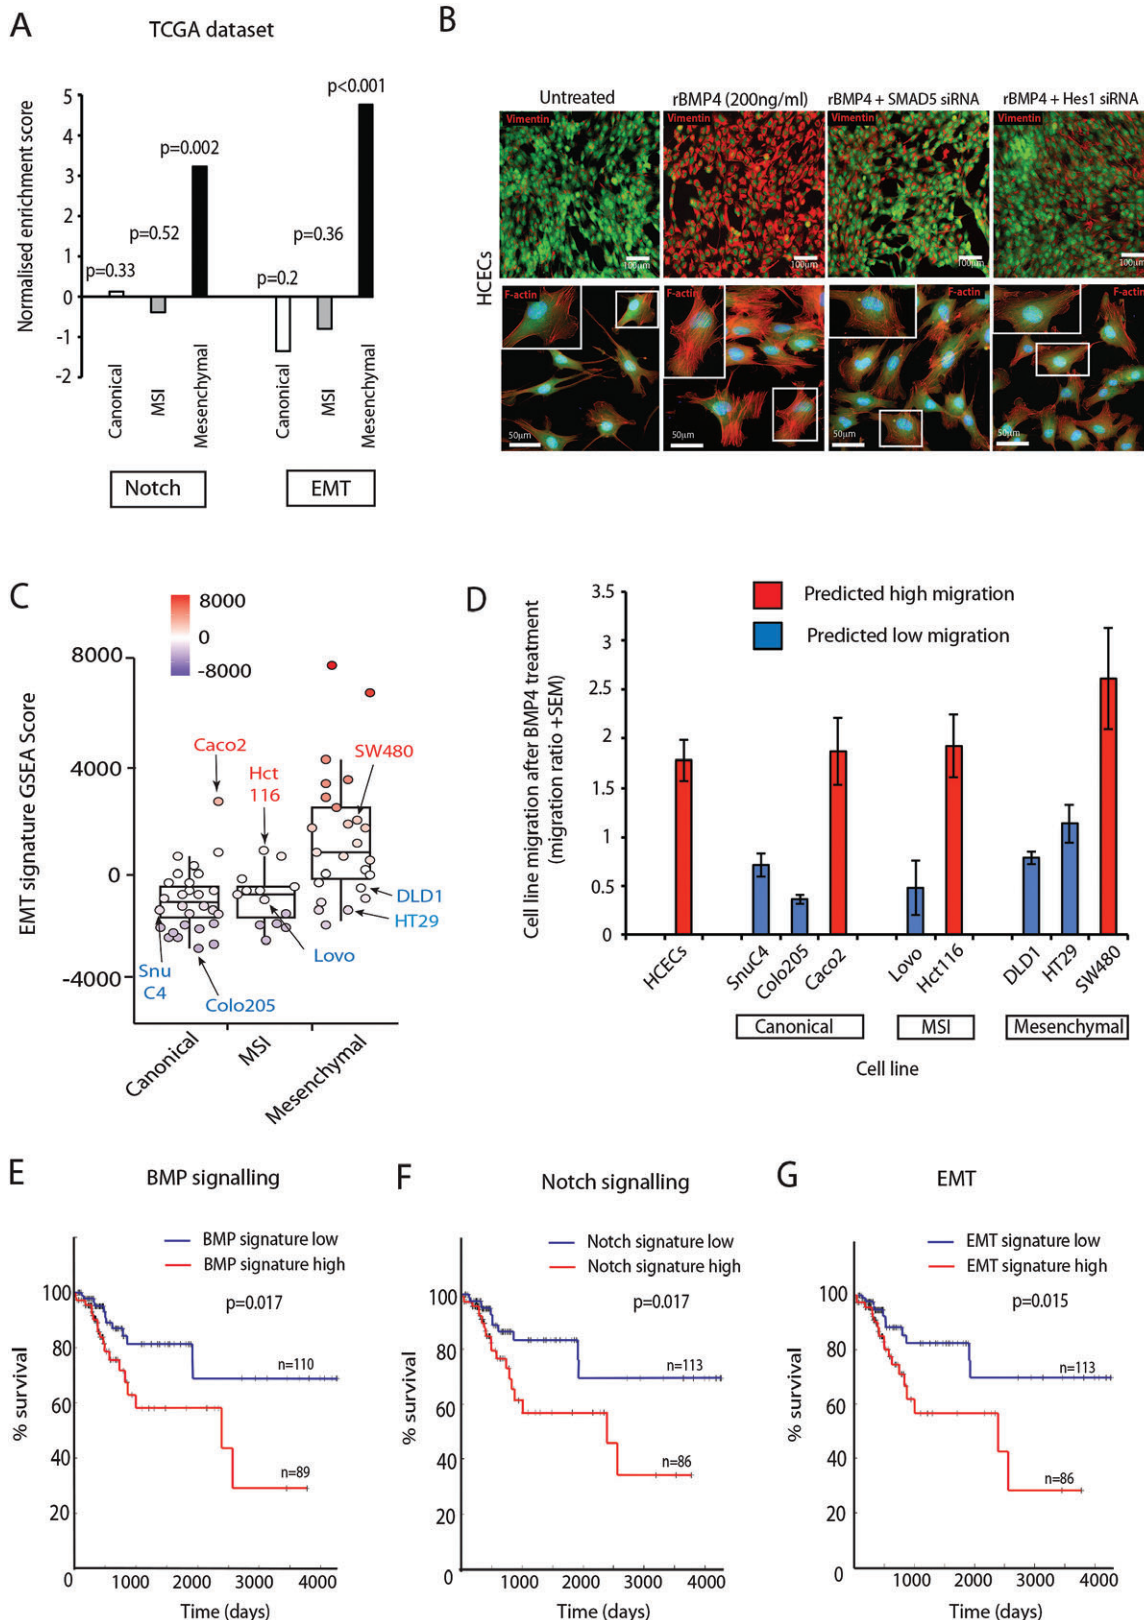 A
TCGA dataset
Normalised enrichment score
5
4
3
2
1
0
-1
-2
p=0.33
p=0.52
p=0.002
p=0.2
p=0.36
p<0.001
Canonical
MSI
Mesenchymal
Canonical
MSI
Mesenchymal
Notch
EMT
B
Untreated
rBMP4 (200ng/ml)
rBMP4 + SMAD5 siRNA
rBMP4 + Hes1 siRNA
HCECs
Vimentin
Vimentin
Vimentin
Vimentin
100µm
100µm
100µm
100µm
F-actin
F-actin
F-actin
F-actin
50µm
50µm
50µm
50µm
C
8000
0
-8000
EMT signature GSEA Score
8000
4000
0
-4000
Caco2
Hct
116
SW480
DLD1
HT29
Lovo
Snu
C4
Colo205
Canonical
MSI
Mesenchymal
D
Predicted high migration
Predicted low migration
Cell line migration after BMP4 treatment
(migration ratio +SEM)
3.5
3
2.5
2
1.5
1
0.5
0
HCECs
SnuC4
Colo205
Caco2
Lovo
Hct116
DLD1
HT29
SW480
Canonical
MSI
Mesenchymal
Cell line
E
BMP signalling
BMP signature low
BMP signature high
p=0.017
% survival
100
80
60
40
20
0
n=110
n=89
1000
2000
3000
4000
Time (days)
F
Notch signalling
Notch signature low
Notch signature high
p=0.017
% survival
100
80
60
40
20
0
n=113
n=86
1000
2000
3000
4000
Time (days)
G
EMT
EMT signature low
EMT signature high
p=0.015
% survival
100
80
60
40
20
0
n=113
n=86
1000
2000
3000
4000
Time (days)